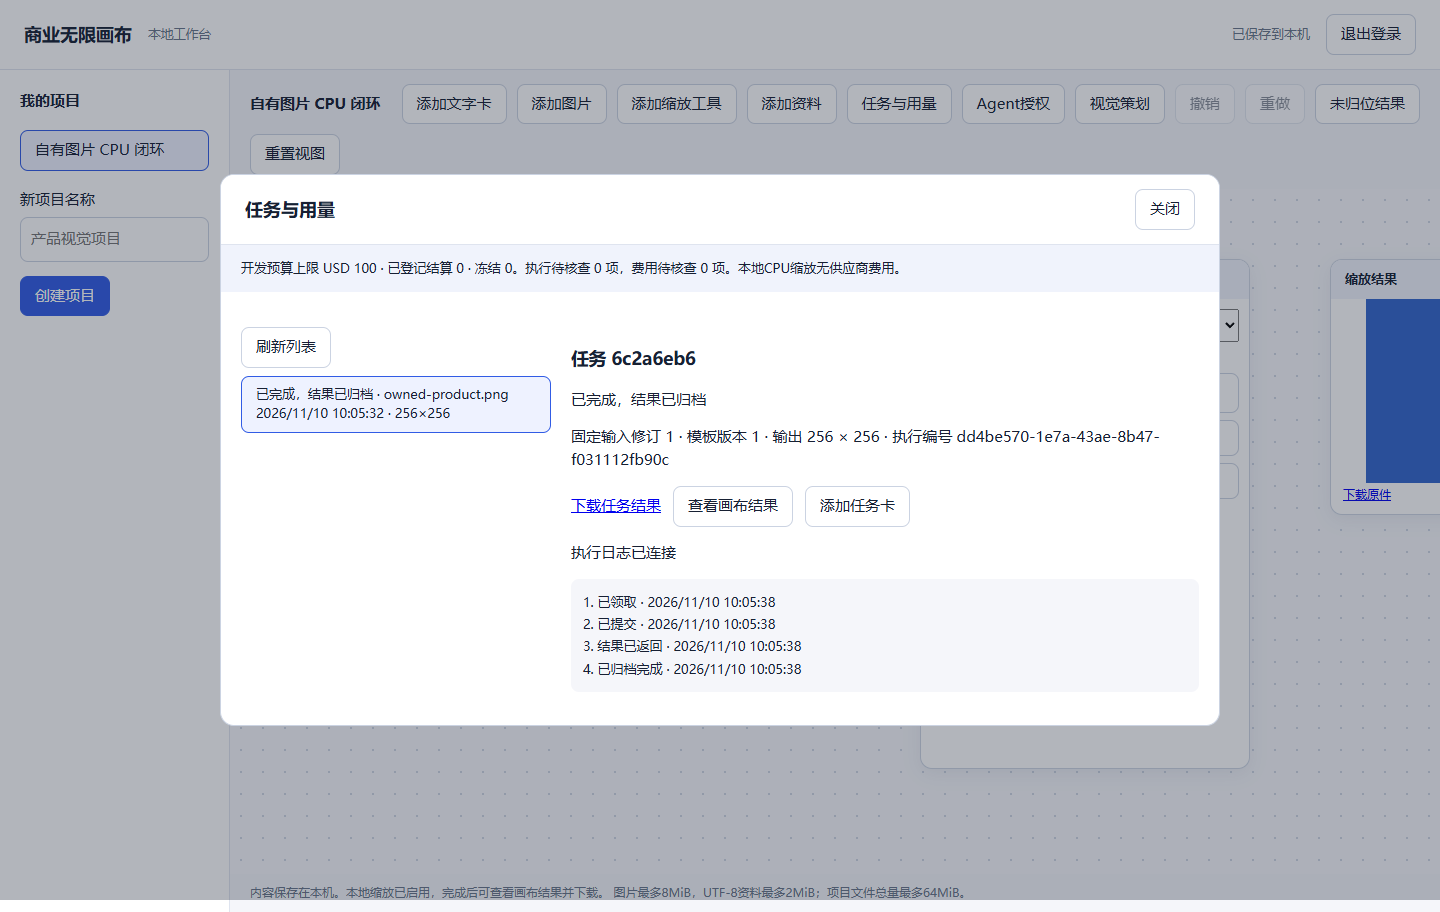 商业无限画布
本地工作台
已保存到本机
退出登录
我的项目
自有图片 CPU 闭环
新项目名称
产品视觉项目
创建项目
自有图片 CPU 闭环
添加文字卡
添加图片
添加缩放工具
添加资料
任务与用量
Agent授权
视觉策划
撤销
重做
未归位结果
重置视图
任务与用量
关闭
开发预算上限 USD 100 · 已登记结算 0 · 冻结 0。执行待核查 0 项，费用待核查 0 项。本地CPU缩放无供应商费用。
刷新列表
已完成，结果已归档 · owned-product.png
2026/11/10 10:05:32 · 256×256
任务 6c2a6eb6
已完成，结果已归档
固定输入修订 1 · 模板版本 1 · 输出 256 × 256 · 执行编号 dd4be570-1e7a-43ae-8b47-
f031112fb90c
下载任务结果
查看画布结果
添加任务卡
执行日志已连接
1. 已领取 · 2026/11/10 10:05:38
2. 已提交 · 2026/11/10 10:05:38
3. 结果已返回 · 2026/11/10 10:05:38
4. 已归档完成 · 2026/11/10 10:05:38
缩放结果
下载原件
内容保存在本机。本地缩放已启用，完成后可查看画布结果并下载。 图片最多8MiB，UTF-8资料最多2MiB；项目文件总量最多64MiB。